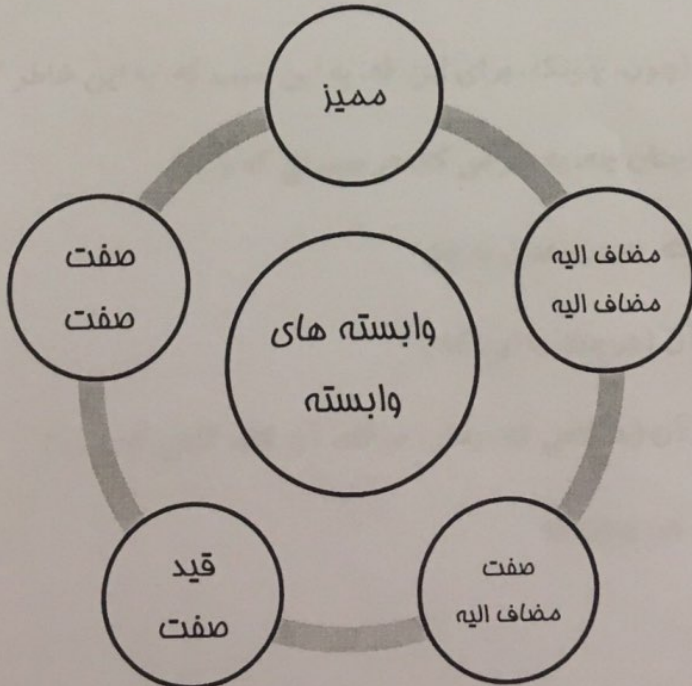 ممیز
مضاف الیه
مضاف الیه
صفت
مضاف الیه
قید
صفت
صفت
صفت
وابسته های
وابسته